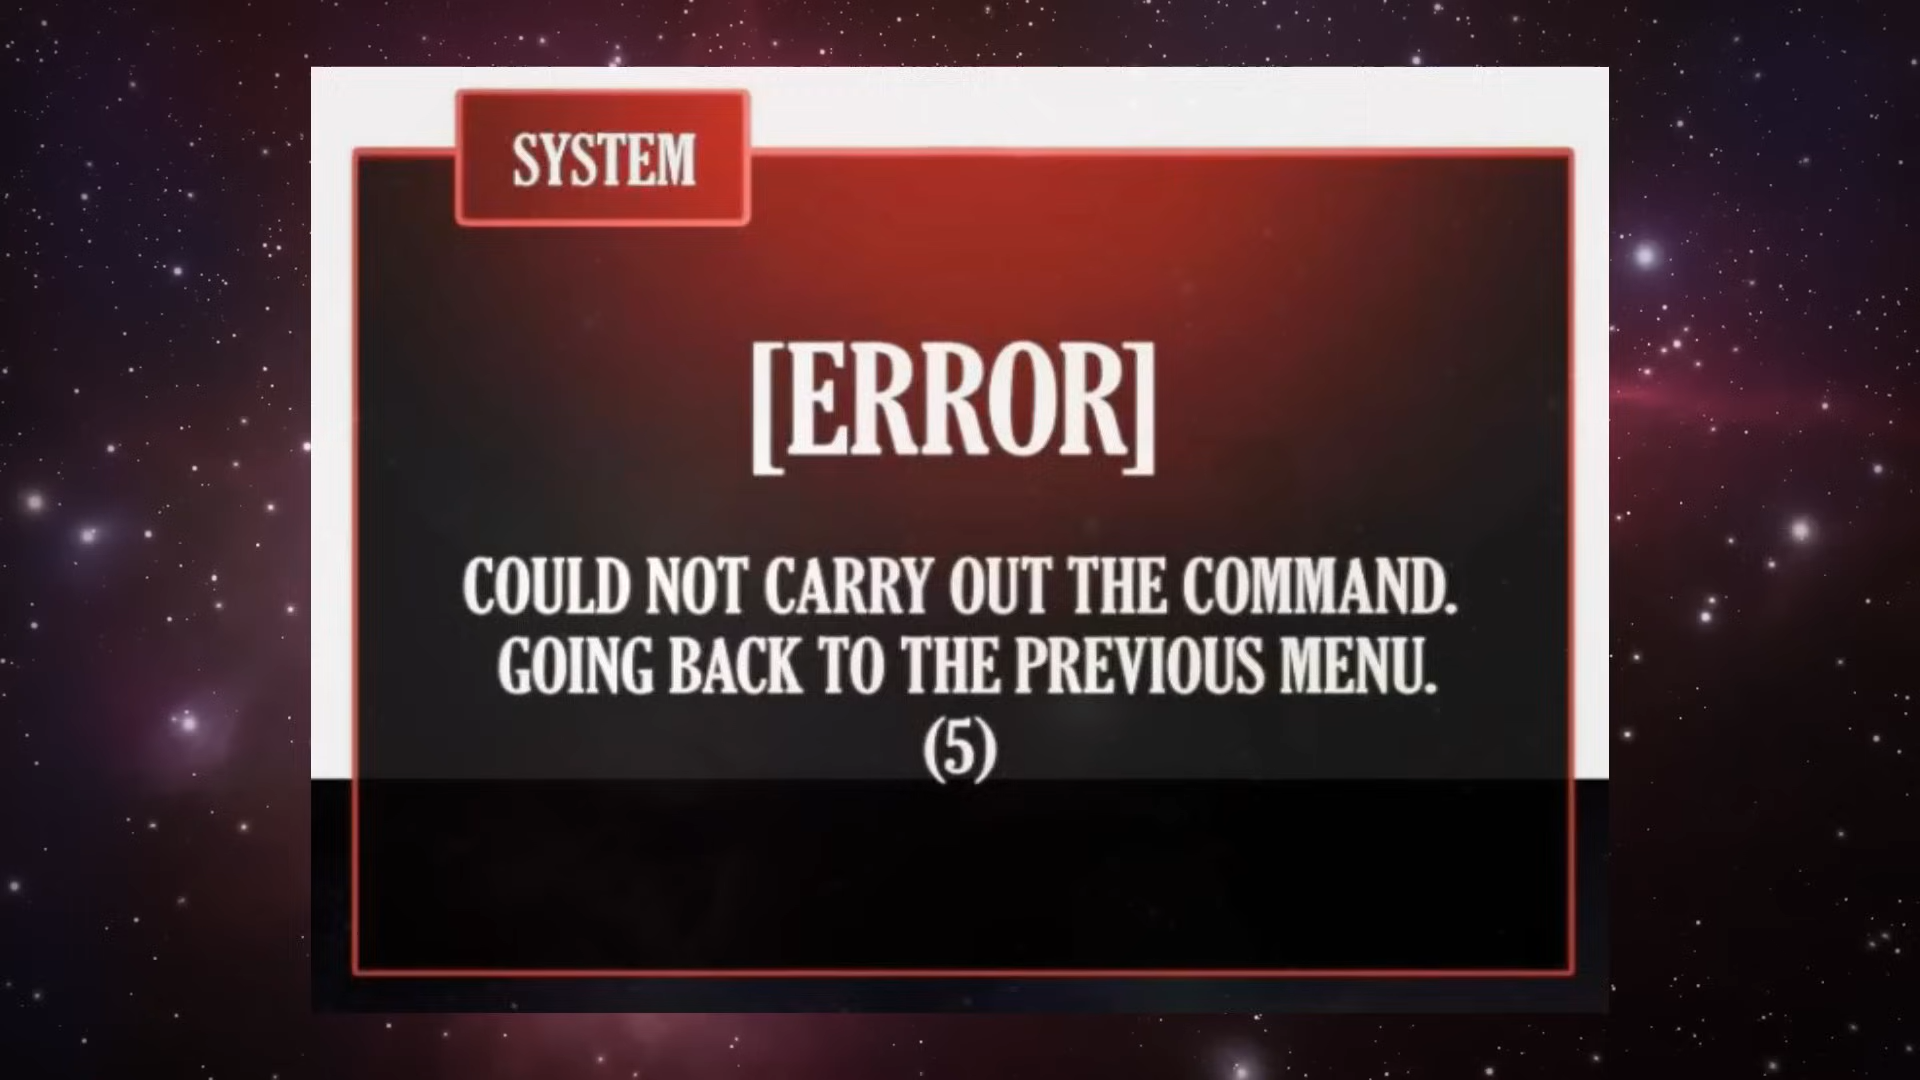 SYSTEM
[ERROR]
COULD NOT CARRY OUT THE COMMAND.
GOING BACK TO THE PREVIOUS MENU.
(5)